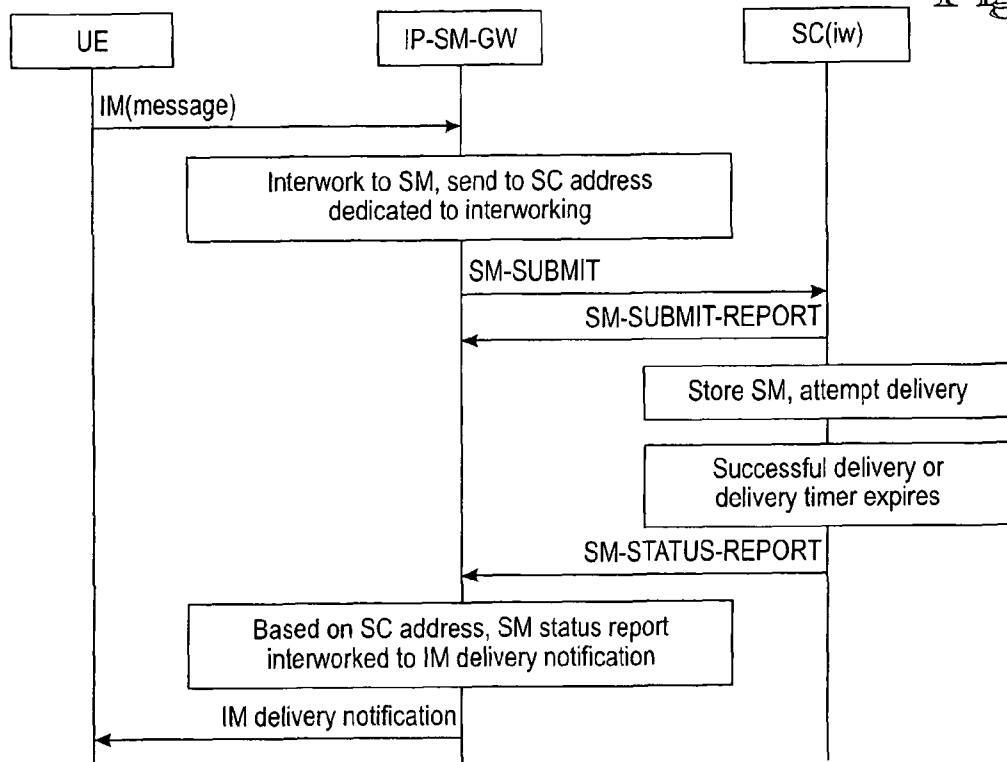 UE
IP-SM-GW
SC(iw)
IM(message)
Interwork to SM, send to SC address
dedicated to interworking
SM-SUBMIT
SM-SUBMIT-REPORT
Store SM, attempt delivery
Successful delivery or
delivery timer expires
SM-STATUS-REPORT
Based on SC address, SM status report
interworked to IM delivery notification
IM delivery notification